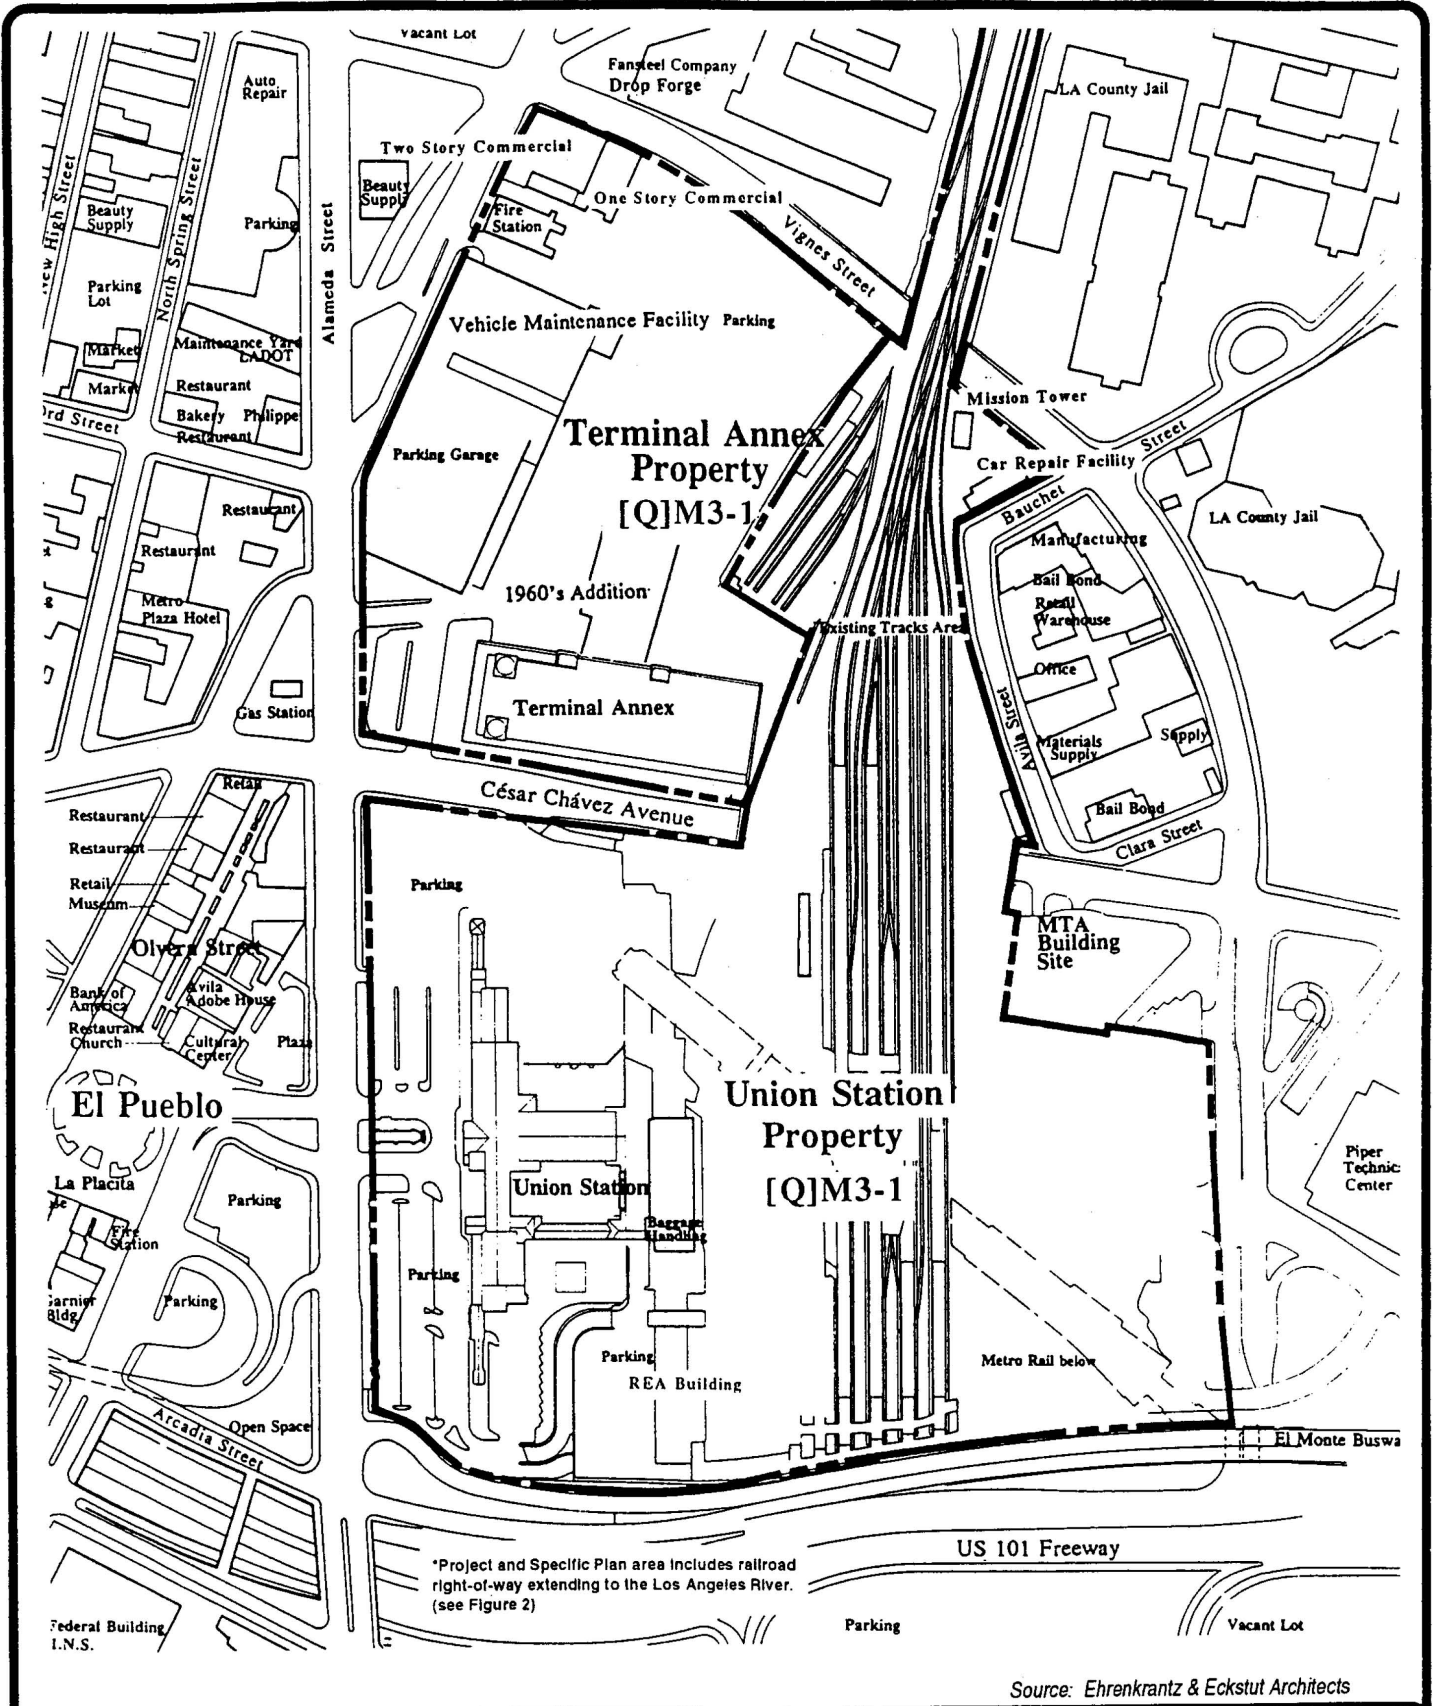 Vacant Lot
Fansteel Company
Drop Forge
LA County Jail
Auto
Repair
Two Story Commercial
Beauty
Supply
One Story Commercial
New High Street
North Spring Street
Alameda Street
Beauty
Supply
Parking
Fire
Station
Vignes Street
Parking
Lot
Vehicle Maintenance Facility
Parking
Market
Maintenance Yard
LADOT
Market
Restaurant
Mission Tower
Bakery
Philippe
Restaurant
Ord Street
Terminal Annex
Property
[Q]M3-1
Parking Garage
Street
Car Repair Facility
Bauchet
Restaurant
LA County Jail
Restaurant
Manufacturing
Bail Bond
Retail
Warehouse
1960's Addition
Metro
Plaza Hotel
Existing Tracks Area
Office
Avila Street
Gas Station
Terminal Annex
Materials
Supply
Supply
Retail
César Chávez Avenue
Bail Bond
Clara Street
Restaurant
Restaurant
Retail
Museum
Parking
Olvera Street
MTA
Building
Site
Bank of
America
Avila
Adobe House
Restaurant
Church
Cultural
Center
Plaza
El Pueblo
Union Station
Property
[Q]M3-1
Piper
Technic
Center
La Placita
Parking
Union Station
Fire
Station
Baggage
Handling
Garnier
Bldg
Parking
Parking
Parking
REA Building
Metro Rail below
Arcadia Street
Open Space
El Monte Buswa
US 101 Freeway
*Project and Specific Plan area includes railroad
right-of-way extending to the Los Angeles River.
(see Figure 2)
Federal Building
I.N.S.
Parking
Vacant Lot
Source: Ehrenkrantz & Eckstut Architects